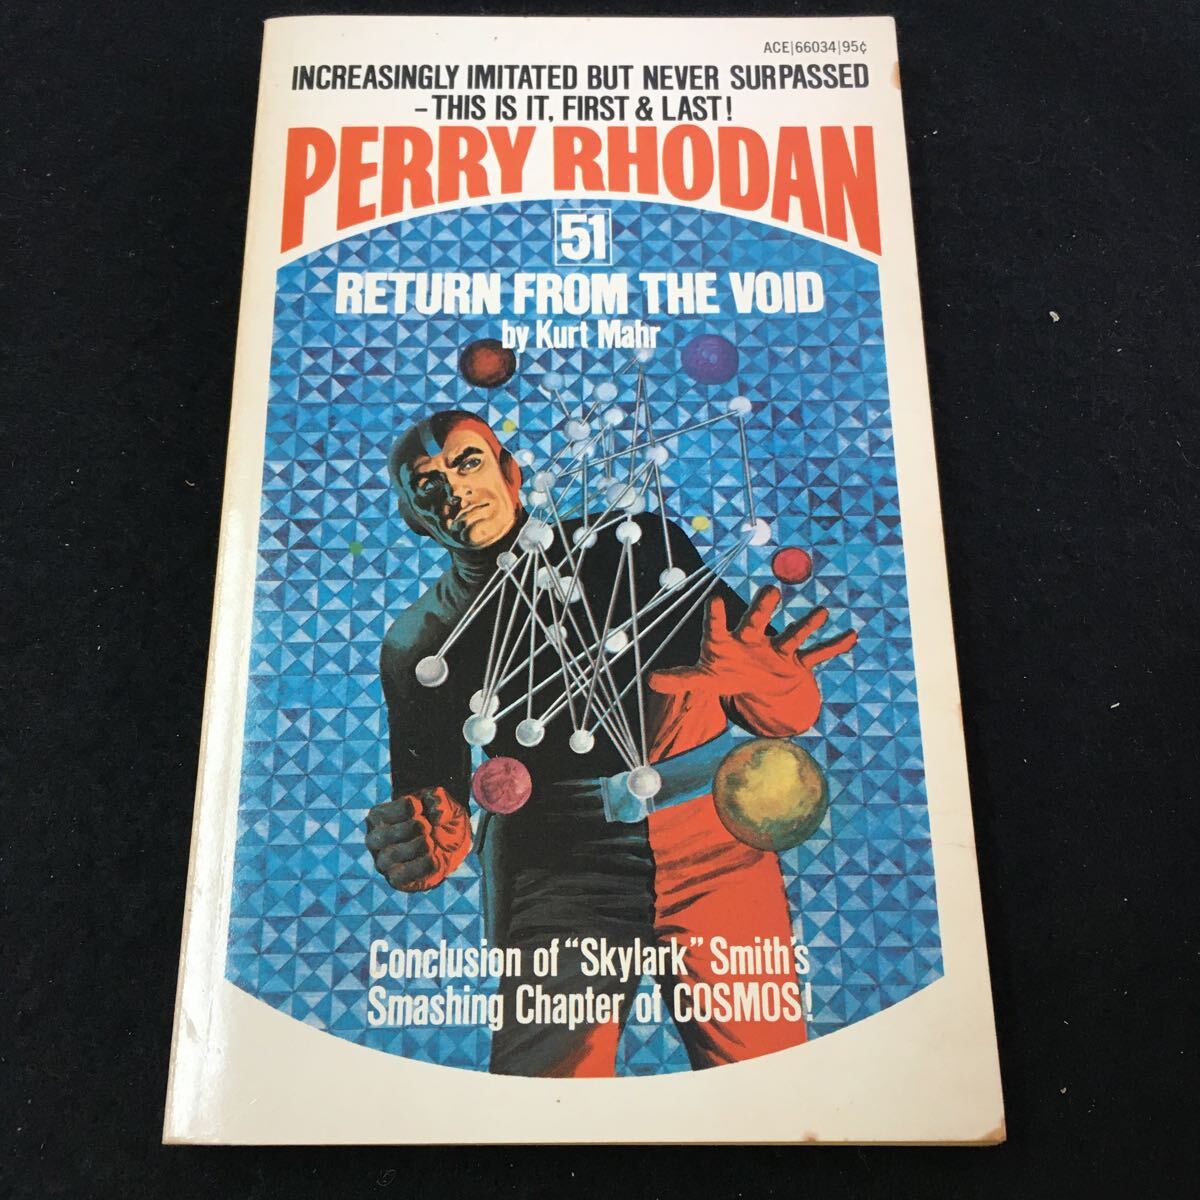 ACE|66034|95¢
INCREASINGLY IMITATED BUT NEVER SURPASSED
-THIS IS IT, FIRST & LAST!
PERRY RHODAN
51
RETURN FROM THE VOID
by Kurt Mahr
Conclusion of “Skylark” Smith's
Smashing Chapter of COSMOS!